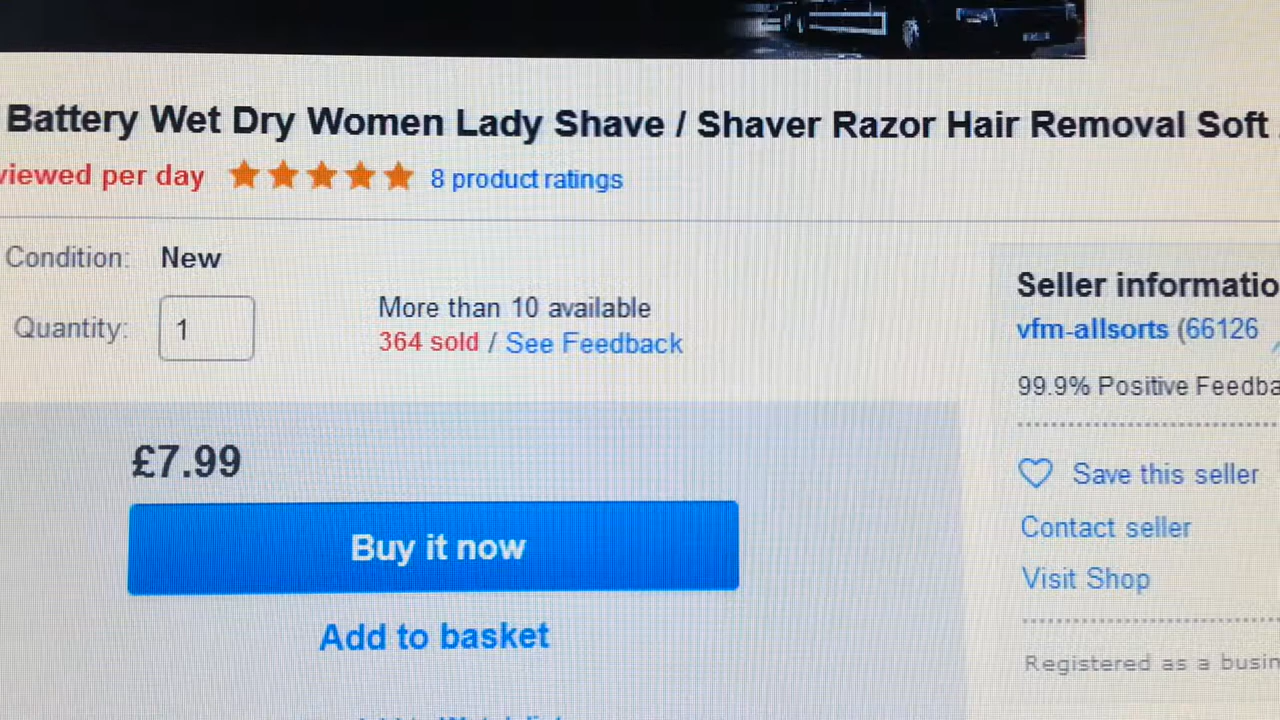 Battery Wet Dry Women Lady Shave / Shaver Razor Hair Removal Soft
viewed per day 8 product ratings
Condition: New
Quantity: 1
More than 10 available
364 sold / See Feedback
£7.99
Buy it now
Add to basket
Seller informatio
vfm-allsorts (66126
99.9% Positive Feedba
Save this seller
Contact seller
Visit Shop
Registered as a busin